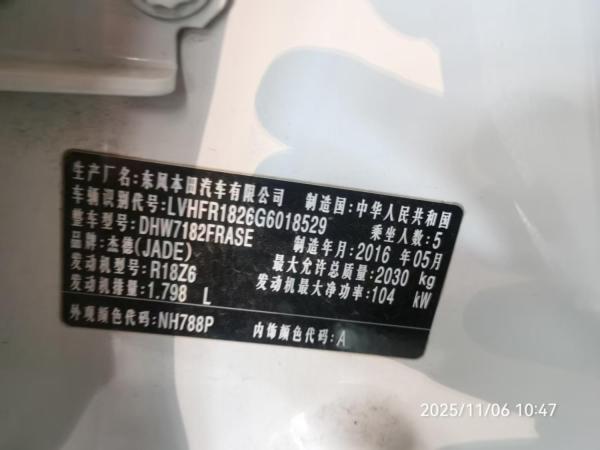 生产厂名:东风本田汽车有限公司 制造国:中华人民共和国
车辆识别代号:LVHFR1826G6018529 乘坐人数:5
整车型号:DHW7182FRASE 制造年月:2016 年 05月
品牌:杰德(JADE) 最大允许总质量:2030 kg
发动机型号:R18Z6 发动机最大净功率:104 kW
发动机排量:1.798 L
外观颜色代码:NH788P 内饰颜色代码:A
2025/11/06 10:47